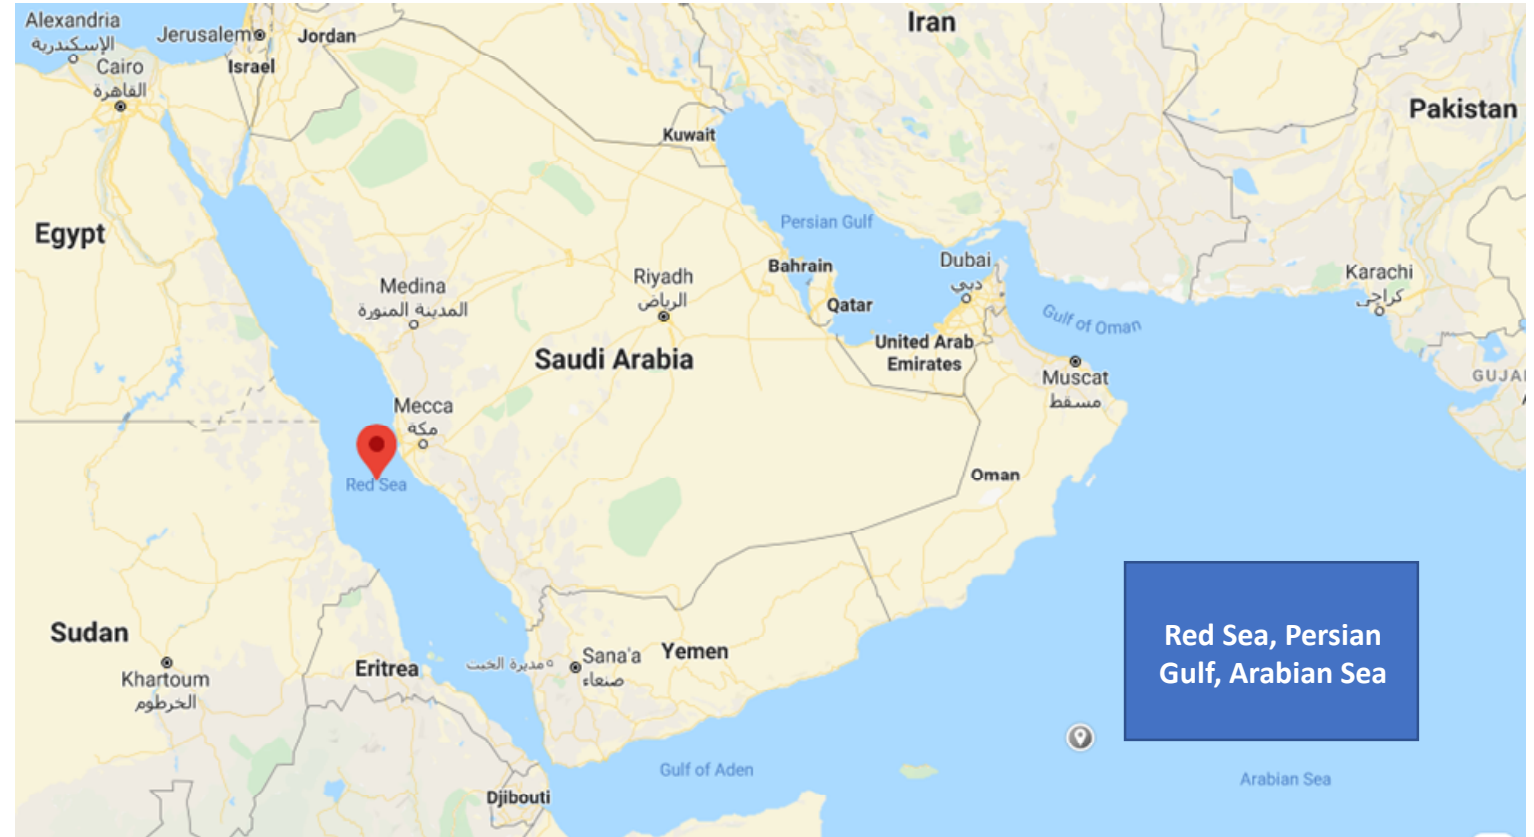 Alexandria
الإسكندرية
Jerusalem
Jordan
Iran
Cairo
القاهرة
Israel
Pakistan
Kuwait
Egypt
Persian Gulf
Bahrain
Dubai
دبي
Karachi
كراچی
Medina
المدينة المنورة
Riyadh
الرياض
Qatar
Gulf of Oman
United Arab
Emirates
Saudi Arabia
Muscat
مسقط
GUJA
Mecca
مكة
Red Sea
Oman
Sudan
Red Sea, Persian
Gulf, Arabian Sea
Khartoum
الخرطوم
Eritrea
مديرة الخبت
Sana'a
صنعاء
Yemen
Gulf of Aden
Arabian Sea
Djibouti